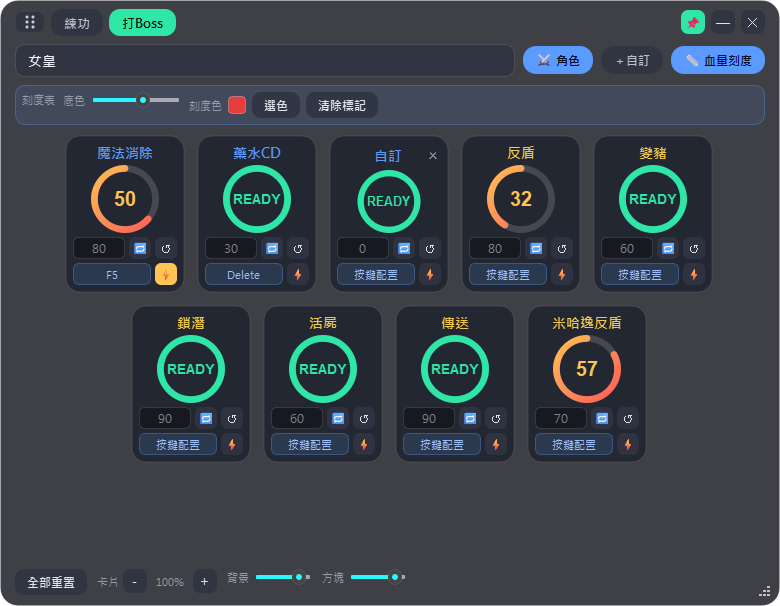 練功 打Boss
女皇 角色 +自訂 血量刻度
刻度表 底色 刻度色 選色 清除標記
魔法消除 藥水CD 自訂 反盾 變豬
50 READY READY 32 READY
80 30 0 80 60
F5 Delete 按鍵配置 按鍵配置 按鍵配置
鎖潛 活屍 傳送 米哈逸反盾
READY READY READY 57
90 60 90 70
按鍵配置 按鍵配置 按鍵配置 按鍵配置
全部重置 卡片 - 100% + 背景 方塊